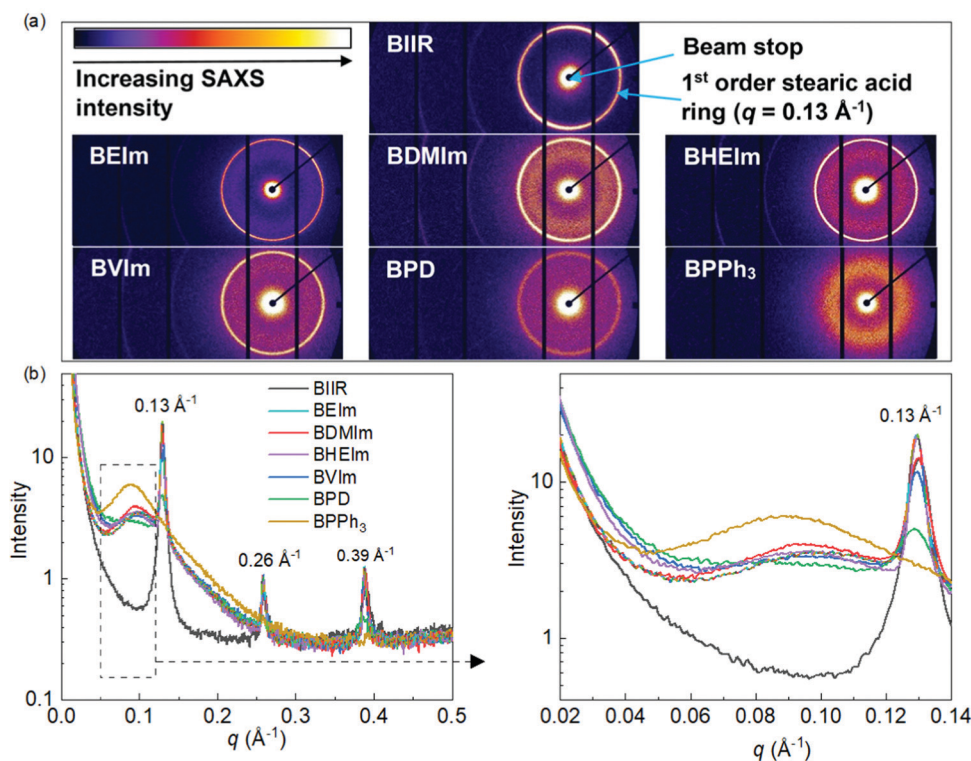 (a)
Increasing SAXS
intensity
BIIR
Beam stop
1st order stearic acid
ring (q = 0.13 Å-1)
BEIm
BDMIm
BHEIm
BVIm
BPD
BPPh3
(b)
Intensity
10
1
0.1
0.13 Å-1
0.26 Å-1
0.39 Å-1
BIIR
BEIm
BDMIm
BHEIm
BVIm
BPD
BPPh3
0.0 0.1 0.2 0.3 0.4 0.5
q (Å-1)
Intensity
10
1
0.13 Å-1
0.02 0.04 0.06 0.08 0.10 0.12 0.14
q (Å-1)